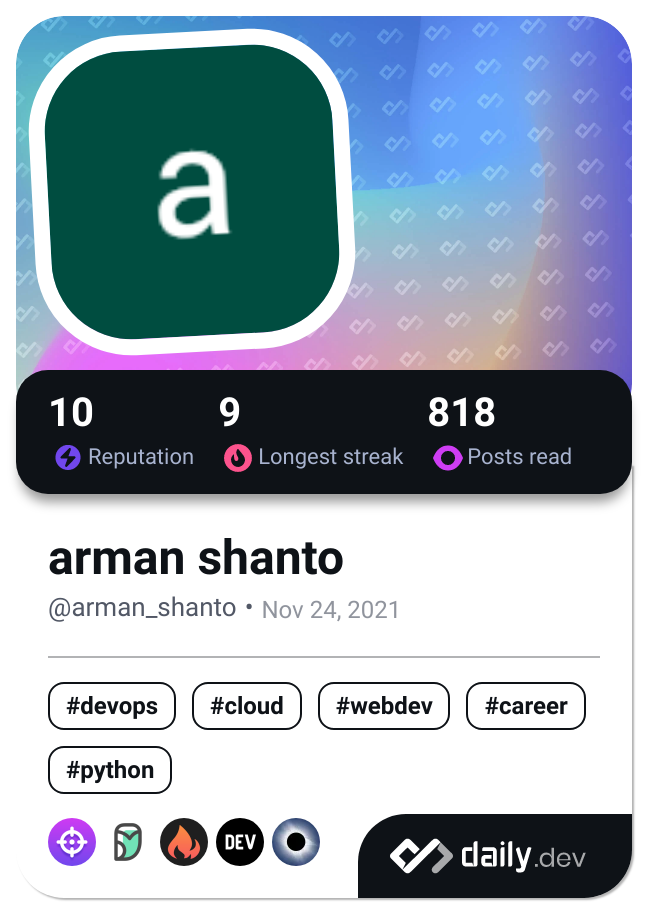 a
10 9 818
Reputation Longest streak Posts read
arman shanto
@arman_shanto • Nov 24, 2021
#devops #cloud #webdev #career
#python
DEV
daily.dev